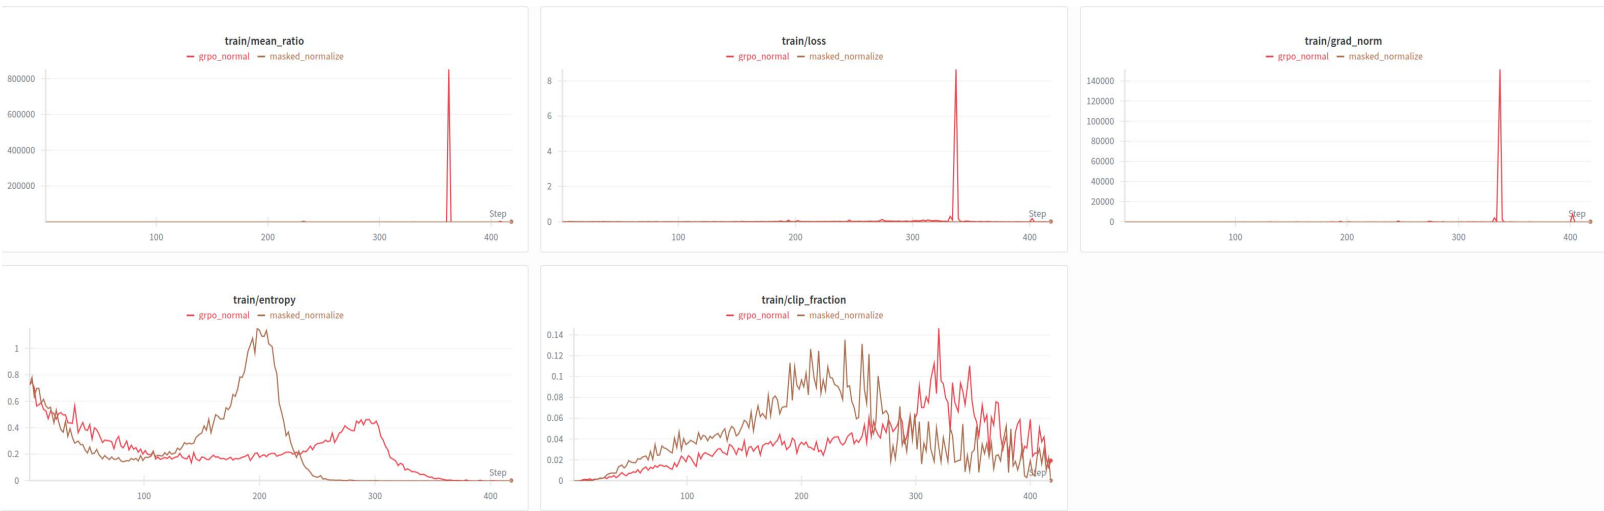 train/mean_ratio
grpo_normal masked_normalize
800000
600000
400000
200000
Step
100 200 300 400
train/loss
grpo_normal masked_normalize
8
6
4
2
0
Step
100 200 300 400
train/grad_norm
grpo_normal masked_normalize
140000
120000
100000
80000
60000
40000
20000
0
Step
100 200 300 400
train/entropy
grpo_normal masked_normalize
1
0.8
0.6
0.4
0.2
0
Step
100 200 300 400
train/clip_fraction
grpo_normal masked_normalize
0.14
0.12
0.1
0.08
0.06
0.04
0.02
0
Step
100 200 300 400